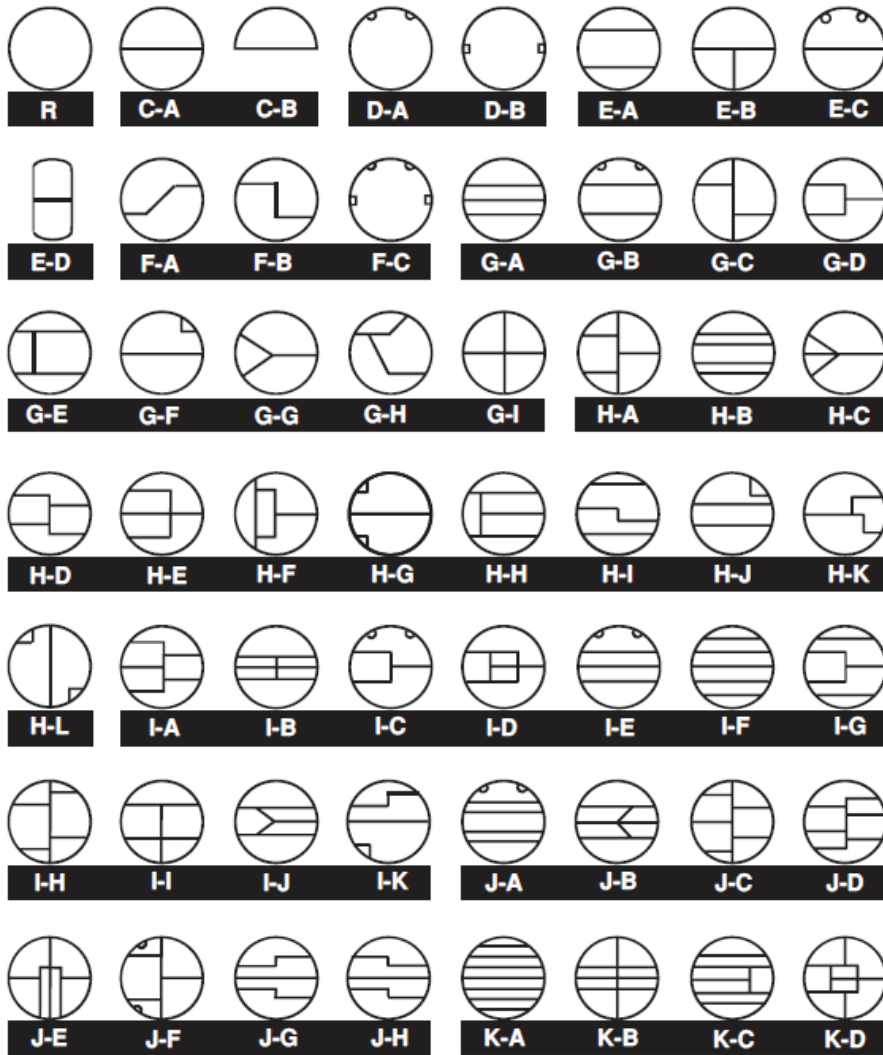 R C-A C-B D-A D-B E-A E-B E-C
E-D F-A F-B F-C G-A G-B G-C G-D
G-E G-F G-G G-H G-I H-A H-B H-C
H-D H-E H-F H-G H-H H-I H-J H-K
H-L I-A I-B I-C I-D I-E I-F I-G
I-H I-I I-J I-K J-A J-B J-C J-D
J-E J-F J-G J-H K-A K-B K-C K-D